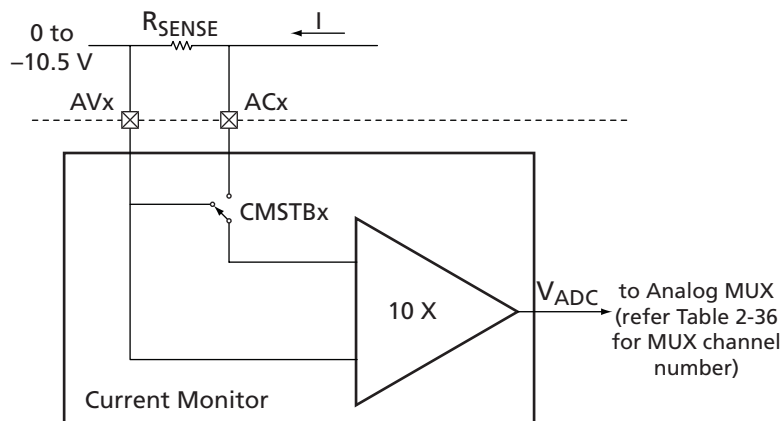 0 to
–10.5 V
RSENSE
I
AVx
ACx
CMSTBx
10 X
VADC
to Analog MUX
(refer Table 2-36
for MUX channel
number)
Current Monitor